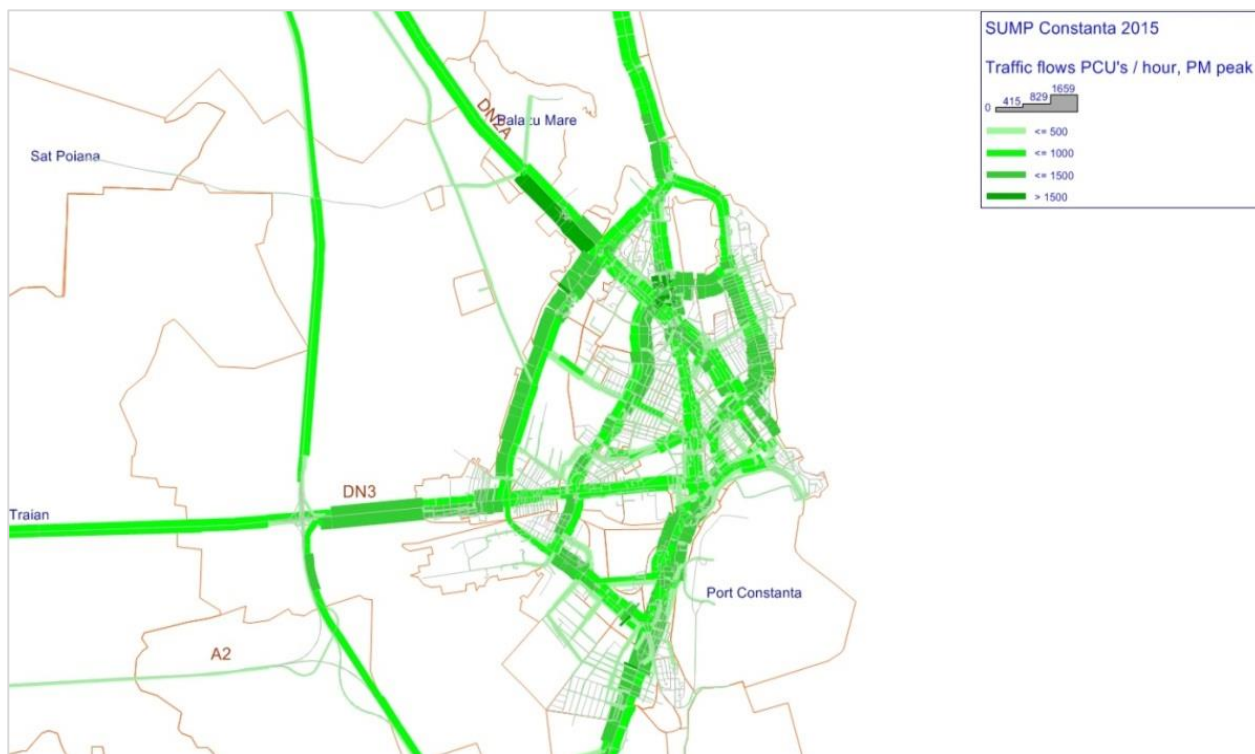 SUMP Constanta 2015
Traffic flows PCU's / hour, PM peak
0 415 829 1659
<= 500
<= 1000
<= 1500
> 1500
DN2A
Palazu Mare
Sat Poiana
DN3
Traian
Port Constanta
A2